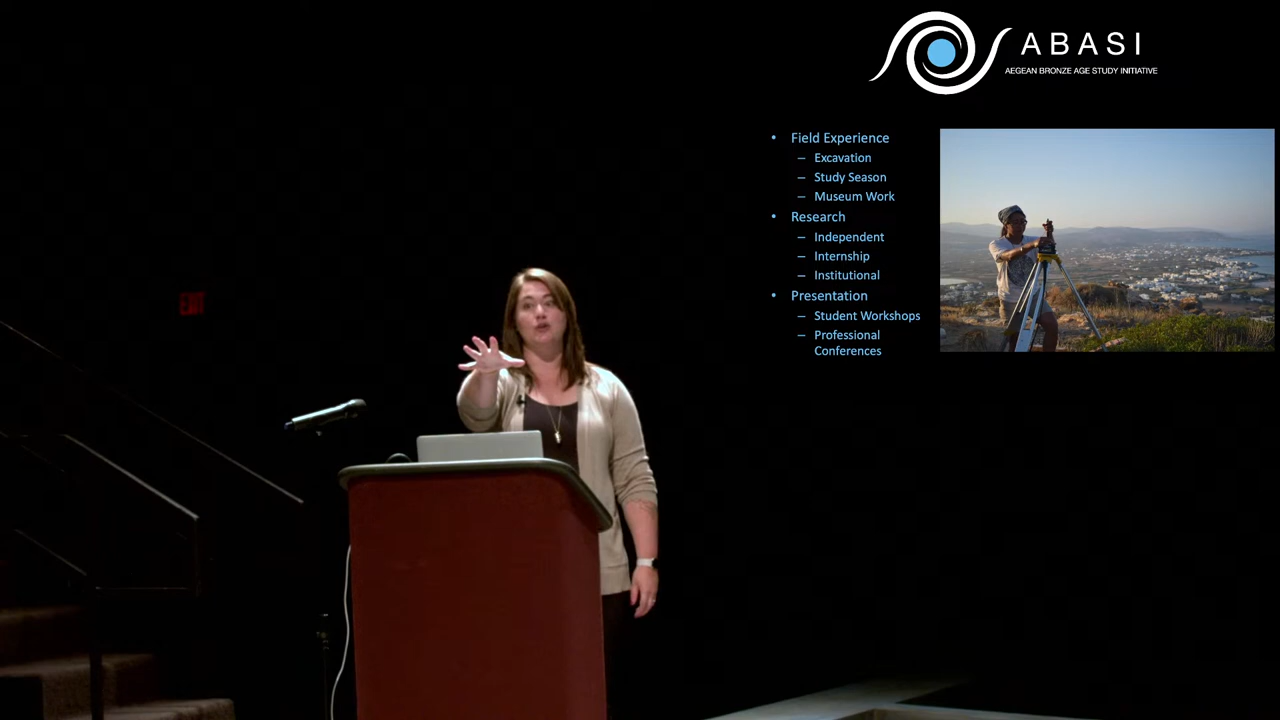 ABASI
AEGEAN BRONZE AGE STUDY INITIATIVE
• Field Experience
– Excavation
– Study Season
– Museum Work
• Research
– Independent
– Internship
– Institutional
• Presentation
– Student Workshops
– Professional
Conferences
EXIT